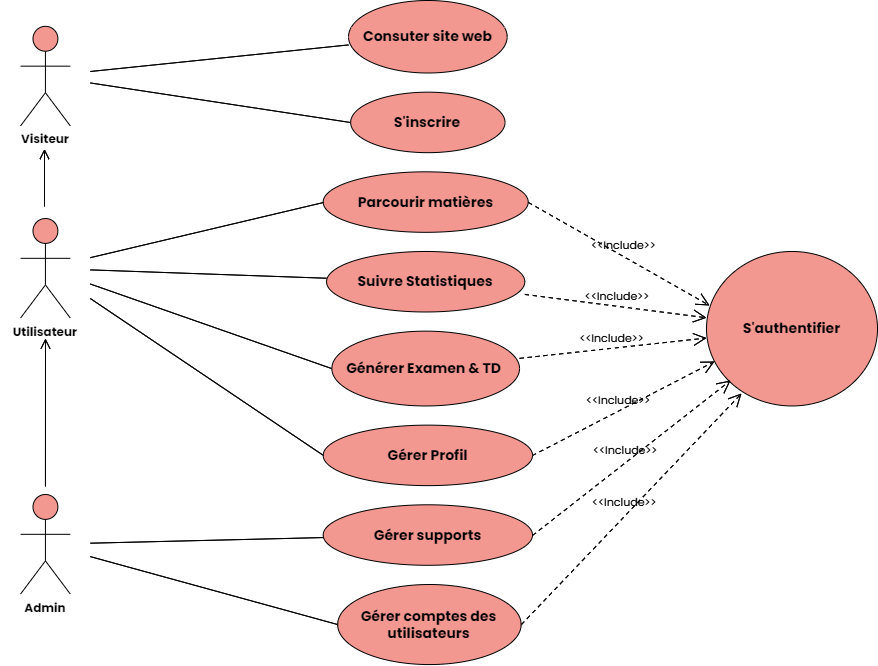 Consuter site web
Visiteur
S'inscrire
Parcourir matières
<<Include>>
Utilisateur
Suivre Statistiques
<<Include>>
S'authentifier
Générer Examen & TD
<<Include>>
Gérer Profil
<<Include>>
Gérer supports
<<Include>>
Admin
Gérer comptes des
utilisateurs
<<Include>>